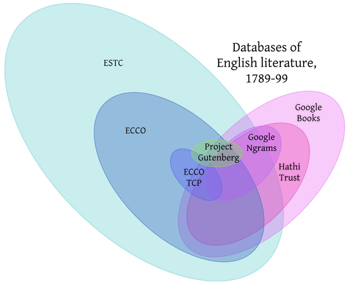 Databases of
English literature,
1789-99
ESTC
Google
Books
ECCO
Project
Gutenberg
Google
Ngrams
Hathi
Trust
ECCO
TCP